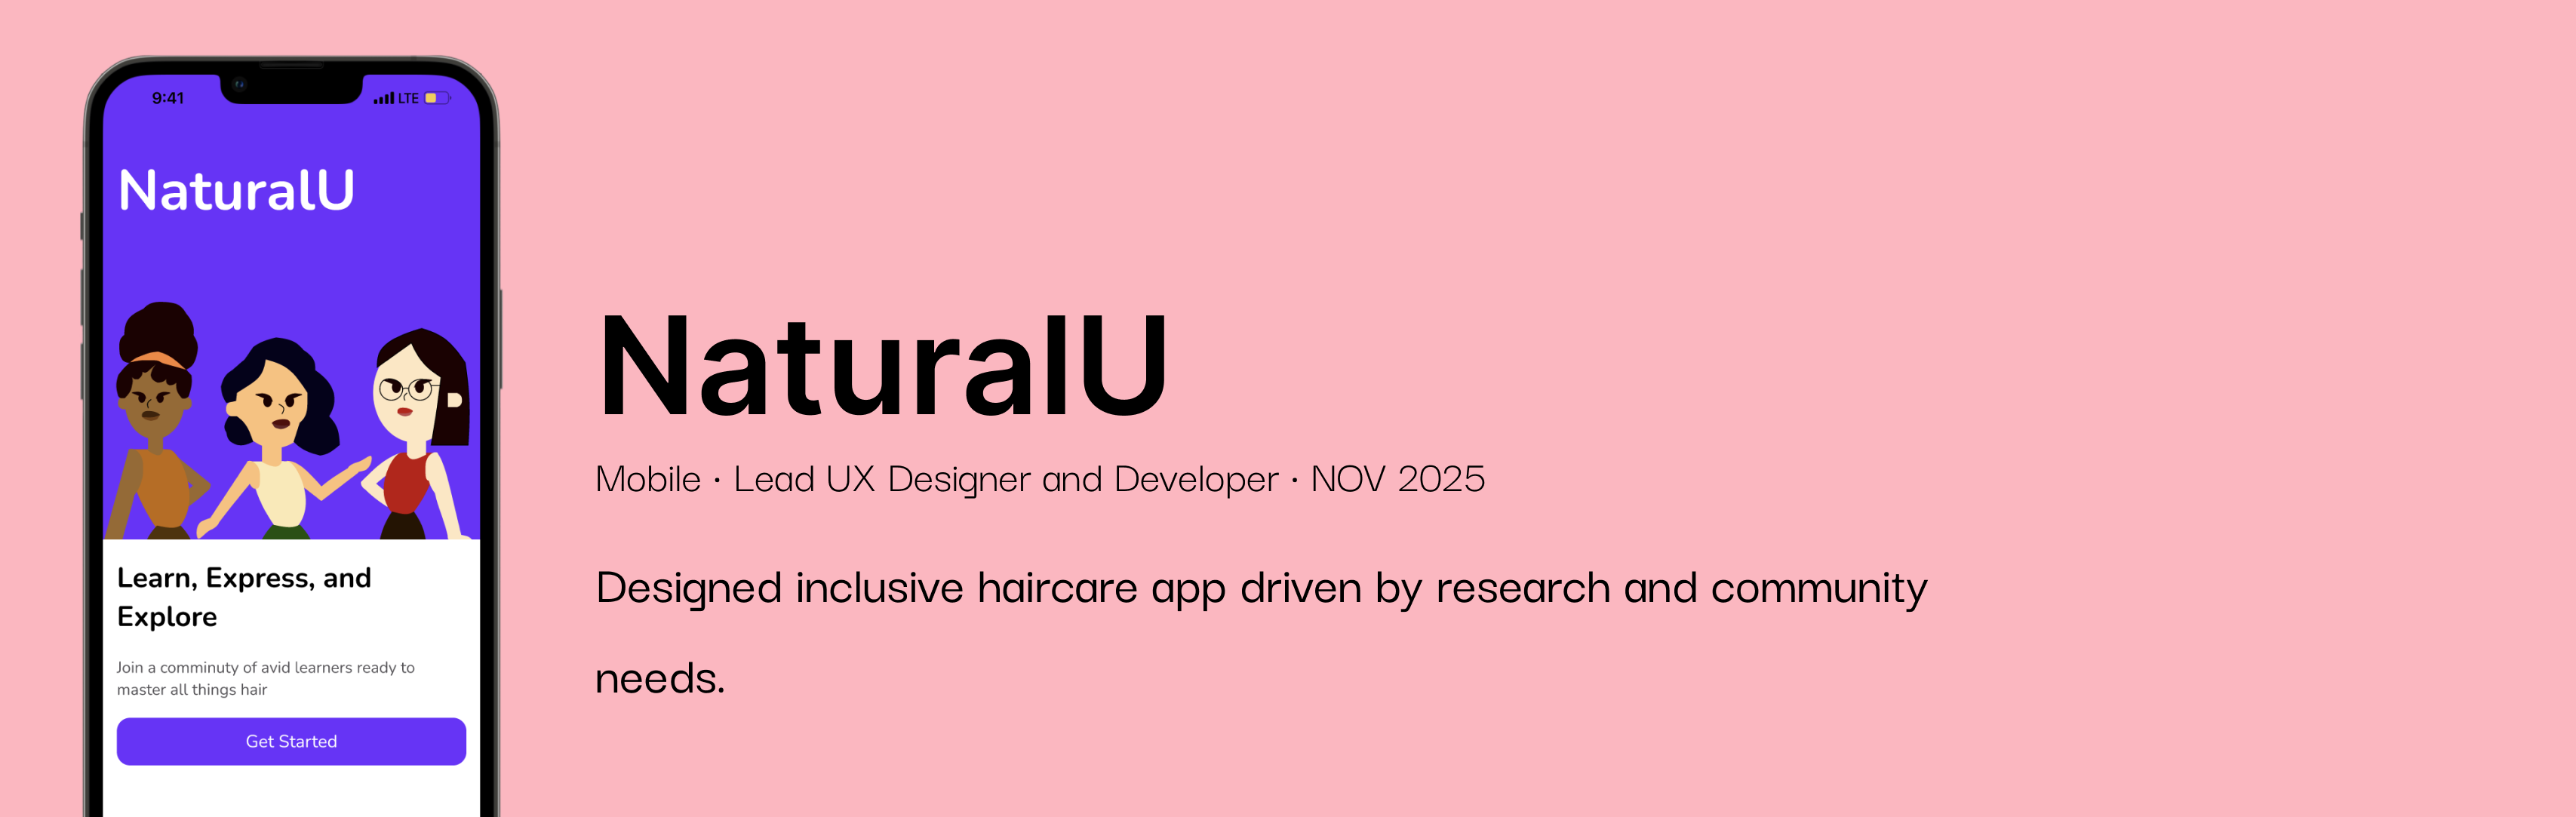 9:41
LTE
NaturalU
Learn, Express, and
Explore
Join a comminuty of avid learners ready to
master all things hair
Get Started
NaturalU
Mobile · Lead UX Designer and Developer · NOV 2025
Designed inclusive haircare app driven by research and community
needs.